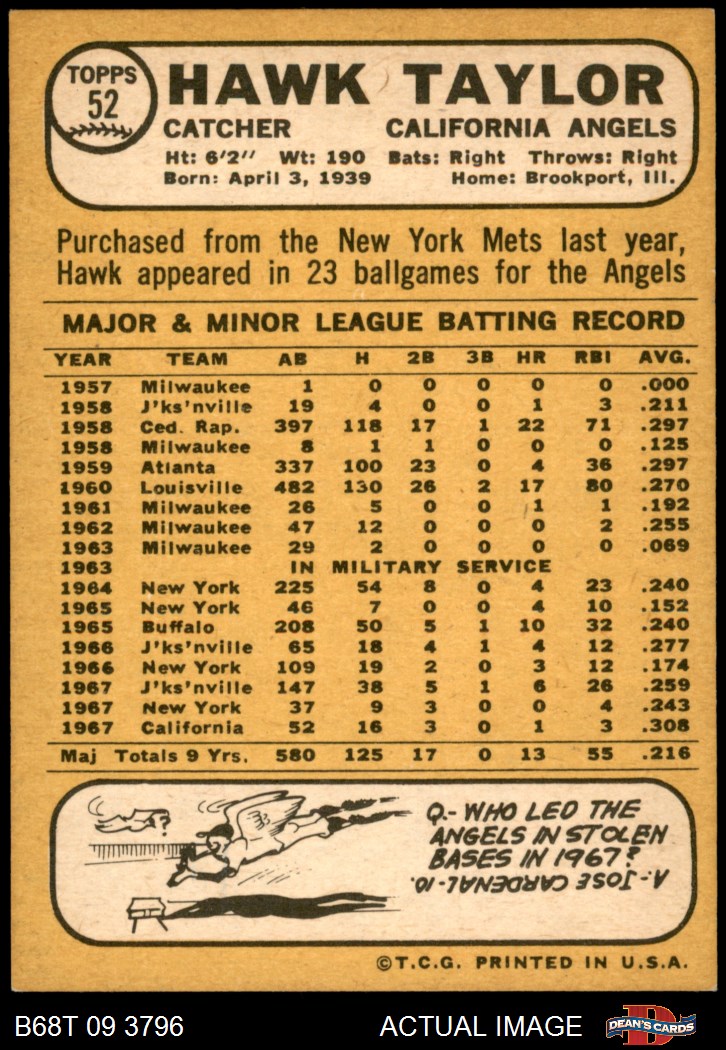 TOPPS
52
HAWK TAYLOR
CATCHER CALIFORNIA ANGELS
Ht: 6'2" Wt: 190 Bats: Right Throws: Right
Born: April 3, 1939 Home: Brookport, Ill.
Purchased from the New York Mets last year,
Hawk appeared in 23 ballgames for the Angels
MAJOR & MINOR LEAGUE BATTING RECORD
YEAR TEAM AB H 2B 3B HR RBI AVG.
1957 Milwaukee 1 0 0 0 0 0 .000
1958 J'ks'nville 19 4 0 0 1 3 .211
1958 Ced. Rap. 397 118 17 1 22 71 .297
1958 Milwaukee 8 1 1 0 0 0 .125
1959 Atlanta 337 100 23 0 4 36 .297
1960 Louisville 482 130 26 2 17 80 .270
1961 Milwaukee 26 5 0 0 1 1 .192
1962 Milwaukee 47 12 0 0 0 2 .255
1963 Milwaukee 29 2 0 0 0 0 .069
1963 IN MILITARY SERVICE
1964 New York 225 54 8 0 4 23 .240
1965 New York 46 7 0 0 4 10 .152
1965 Buffalo 208 50 5 1 10 32 .240
1966 J'ks'nville 65 18 4 1 4 12 .277
1966 New York 109 19 2 0 3 12 .174
1967 J'ks'nville 147 38 5 1 6 26 .259
1967 New York 37 9 3 0 0 4 .243
1967 California 52 16 3 0 1 3 .308
Maj Totals 9 Yrs. 580 125 17 0 13 55 .216
?
Q.- WHO LED THE
ANGELS IN STOLEN
BASES IN 1967?
A.- JOSE CARDENAL-10.
©T.C.G. PRINTED IN U.S.A.
B68T 09 3796 ACTUAL IMAGE D DEAN'S CARDS